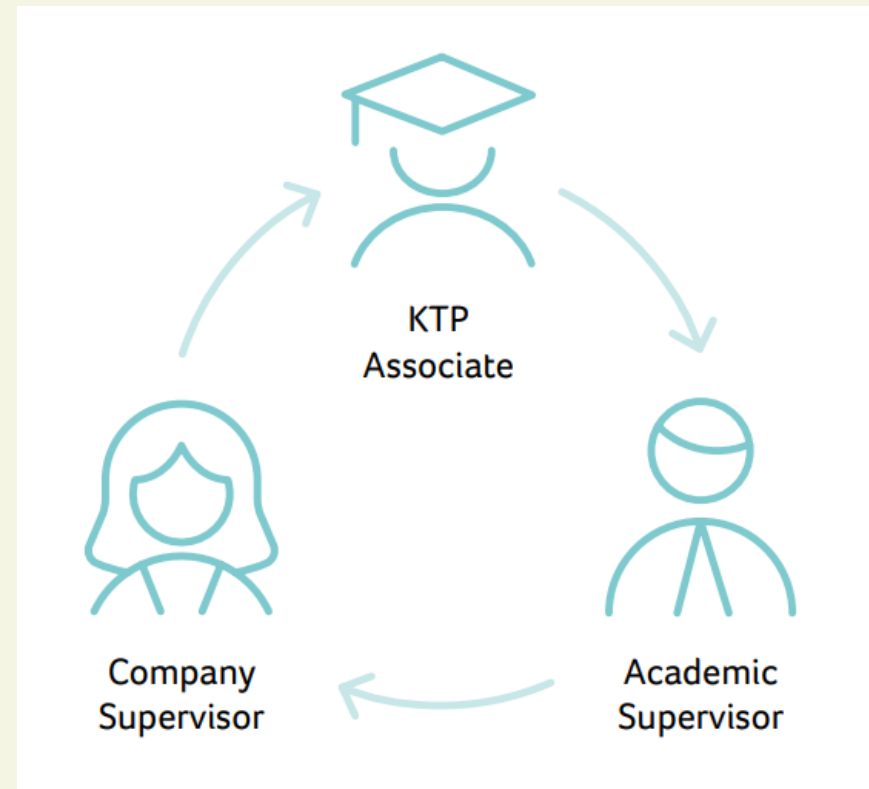 KTP
Associate
Company
Supervisor
Academic
Supervisor